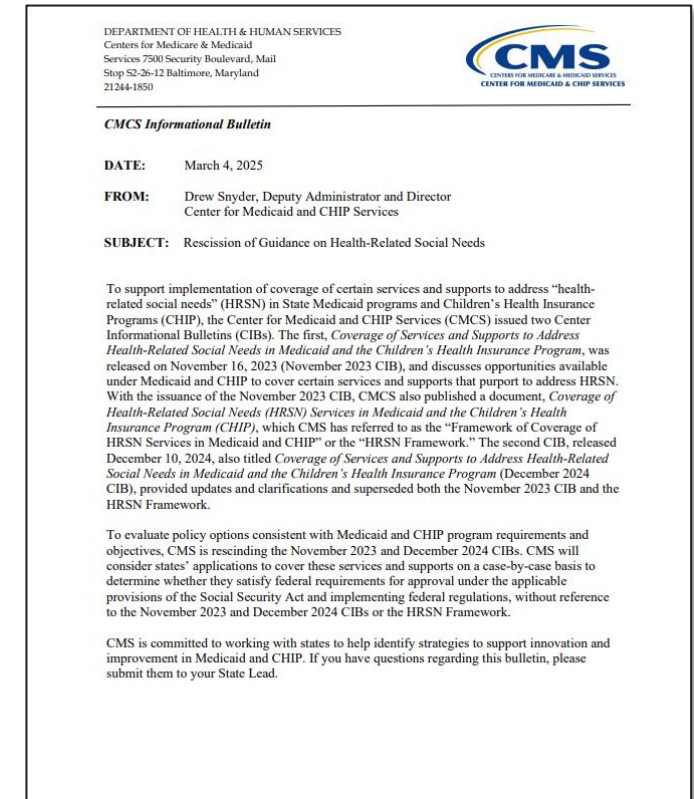 DEPARTMENT OF HEALTH & HUMAN SERVICES
Centers for Medicare & Medicaid
Services 7500 Security Boulevard, Mail
Stop S2-26-12 Baltimore, Maryland
21244-1850
CMS
CENTERS FOR MEDICARE & MEDICAID SERVICES
CENTER FOR MEDICAID & CHIP SERVICES
CMCS Informational Bulletin
DATE: March 4, 2025
FROM: Drew Snyder, Deputy Administrator and Director
Center for Medicaid and CHIP Services
SUBJECT: Rescission of Guidance on Health-Related Social Needs
To support implementation of coverage of certain services and supports to address “health-
related social needs” (HRSN) in State Medicaid programs and Children’s Health Insurance
Programs (CHIP), the Center for Medicaid and CHIP Services (CMCS) issued two Center
Informational Bulletins (CIBs). The first, Coverage of Services and Supports to Address
Health-Related Social Needs in Medicaid and the Children’s Health Insurance Program, was
released on November 16, 2023 (November 2023 CIB), and discusses opportunities available
under Medicaid and CHIP to cover certain services and supports that purport to address HRSN.
With the issuance of the November 2023 CIB, CMCS also published a document, Coverage of
Health-Related Social Needs (HRSN) Services in Medicaid and the Children’s Health
Insurance Program (CHIP), which CMS has referred to as the “Framework of Coverage of
HRSN Services in Medicaid and CHIP” or the “HRSN Framework.” The second CIB, released
December 10, 2024, also titled Coverage of Services and Supports to Address Health-Related
Social Needs in Medicaid and the Children’s Health Insurance Program (December 2024
CIB), provided updates and clarifications and superseded both the November 2023 CIB and the
HRSN Framework.
To evaluate policy options consistent with Medicaid and CHIP program requirements and
objectives, CMS is rescinding the November 2023 and December 2024 CIBs. CMS will
consider states’ applications to cover these services and supports on a case-by-case basis to
determine whether they satisfy federal requirements for approval under the applicable
provisions of the Social Security Act and implementing federal regulations, without reference
to the November 2023 and December 2024 CIBs or the HRSN Framework.
CMS is committed to working with states to help identify strategies to support innovation and
improvement in Medicaid and CHIP. If you have questions regarding this bulletin, please
submit them to your State Lead.